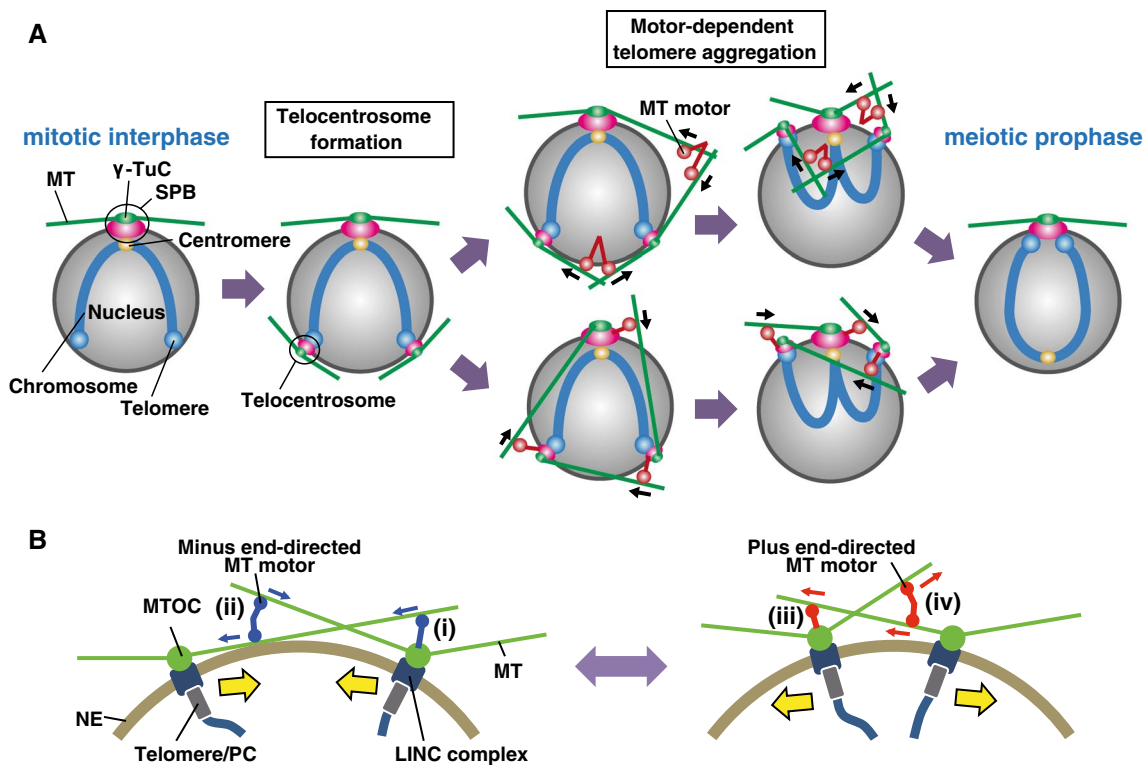 A
Motor-dependent
telomere aggregation
Telocentrosome
formation
mitotic interphase
MT motor
meiotic prophase
γ-TuC
MT
SPB
Centromere
Nucleus
Chromosome
Telomere
Telocentrosome
B
Minus end-directed
MT motor
Plus end-directed
MT motor
MTOC
(ii)
(i)
(iii)
(iv)
MT
NE
Telomere/PC
LINC complex